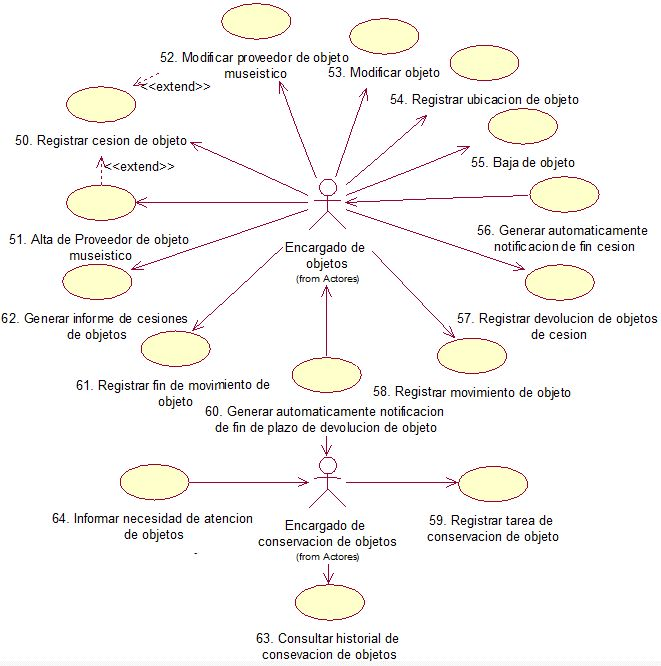 52. Modificar proveedor de objeto
museistico
53. Modificar objeto
<<extend>>
54. Registrar ubicacion de objeto
50. Registrar cesion de objeto
<<extend>>
55. Baja de objeto
51. Alta de Proveedor de objeto
museistico
Encargado de
objetos
(from Actores)
56. Generar automaticamente
notificacion de fin cesion
62. Generar informe de cesiones
de objetos
57. Registrar devolucion de objetos
de cesion
61. Registrar fin de movimiento de
objeto
58. Registrar movimiento de objeto
60. Generar automaticamente notificacion
de fin de plazo de devolucion de objeto
64. Informar necesidad de atencion
de objetos
Encargado de
conservacion de objetos
(from Actores)
59. Registrar tarea de
conservacion de objeto
63. Consultar historial de
consevacion de objetos